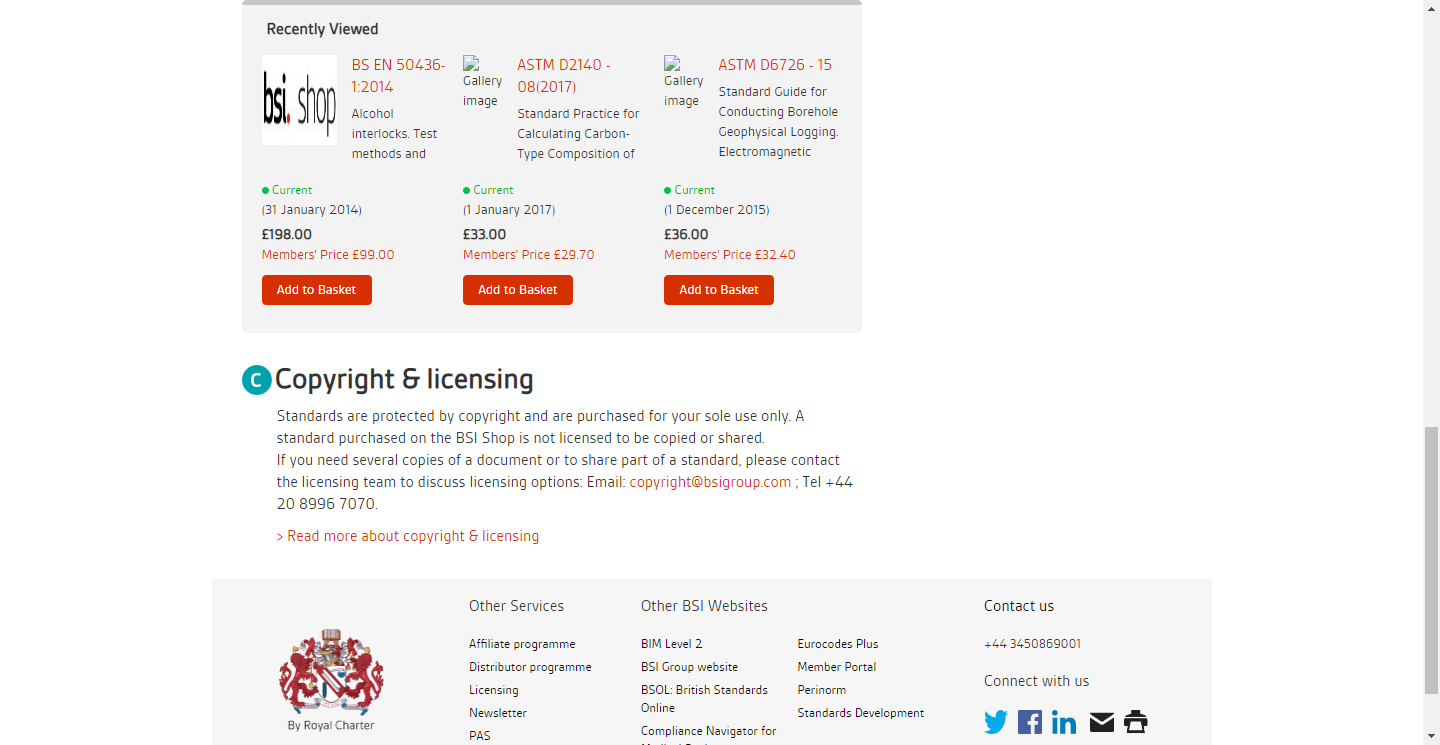 Recently Viewed
bsi. shop
BS EN 50436-
1:2014
Alcohol
interlocks. Test
methods and
Current
(31 January 2014)
£198.00
Members' Price £99.00
Add to Basket
Gallery
image
ASTM D2140 -
08(2017)
Standard Practice for
Calculating Carbon-
Type Composition of
Current
(1 January 2017)
£33.00
Members' Price £29.70
Add to Basket
Gallery
image
ASTM D6726 - 15
Standard Guide for
Conducting Borehole
Geophysical Logging.
Electromagnetic
Current
(1 December 2015)
£36.00
Members' Price £32.40
Add to Basket
C Copyright & licensing
Standards are protected by copyright and are purchased for your sole use only. A
standard purchased on the BSI Shop is not licensed to be copied or shared.
If you need several copies of a document or to share part of a standard, please contact
the licensing team to discuss licensing options: Email: copyright@bsigroup.com ; Tel +44
20 8996 7070.
> Read more about copyright & licensing
By Royal Charter
Other Services
Affiliate programme
Distributor programme
Licensing
Newsletter
PAS
Other BSI Websites
BIM Level 2
BSI Group website
BSOL: British Standards
Online
Compliance Navigator for
Eurocodes Plus
Member Portal
Perinorm
Standards Development
Contact us
+44 3450869001
Connect with us